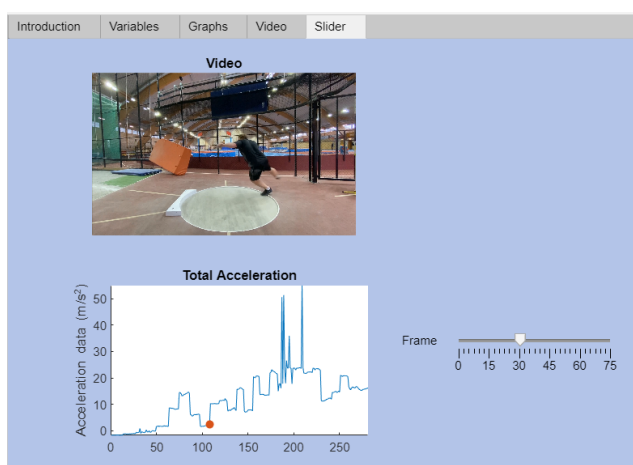 Introduction Variables Graphs Video Slider
Video
Total Acceleration
Acceleration data (m/s²)
50
40
30
20
10
0
0 50 100 150 200 250
Frame
0 15 30 45 60 75